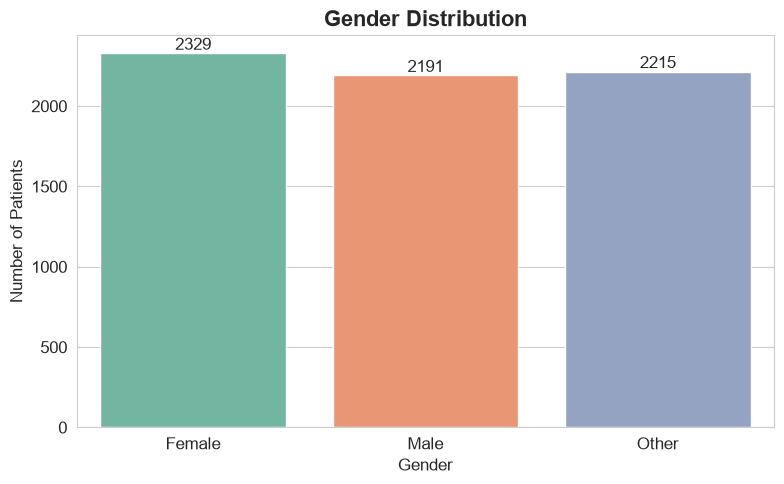 Gender Distribution
2329
2191
2215
2000
1500
1000
500
0
Number of Patients
Female
Male
Other
Gender